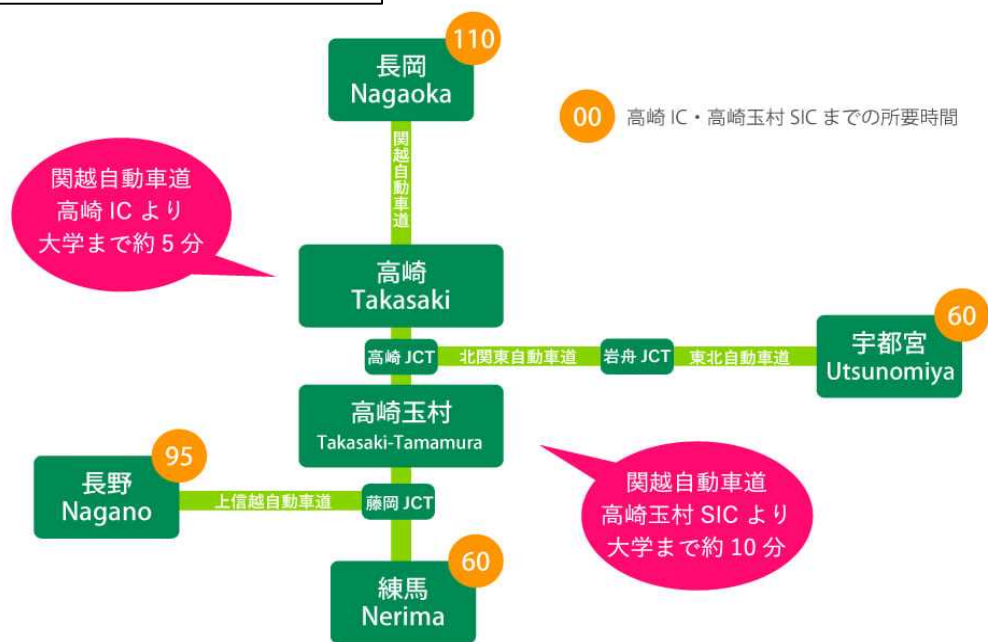 110
長岡
Nagaoka
00 高崎 IC・高崎玉村 SIC までの所要時間
関越自動車道
関越自動車道
高崎 IC より
大学まで約 5 分
高崎
Takasaki
60
宇都宮
Utsunomiya
高崎 JCT 北関東自動車道 岩舟 JCT 東北自動車道
高崎玉村
Takasaki-Tamamura
95
長野
Nagano
上信越自動車道 藤岡 JCT
関越自動車道
高崎玉村 SIC より
大学まで約 10 分
60
練馬
Nerima